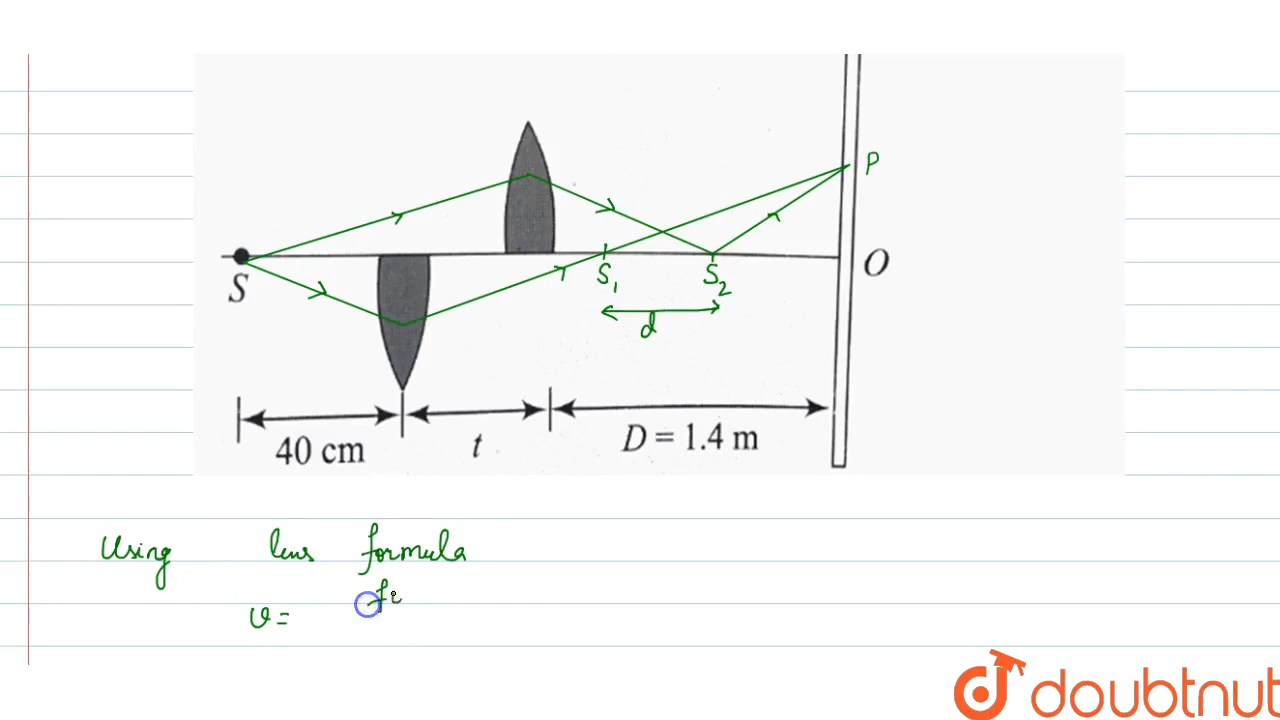 P
S
S₁
S₂
O
d
40 cm
t
D = 1.4 m
Using lens formula
v =
doubtnut